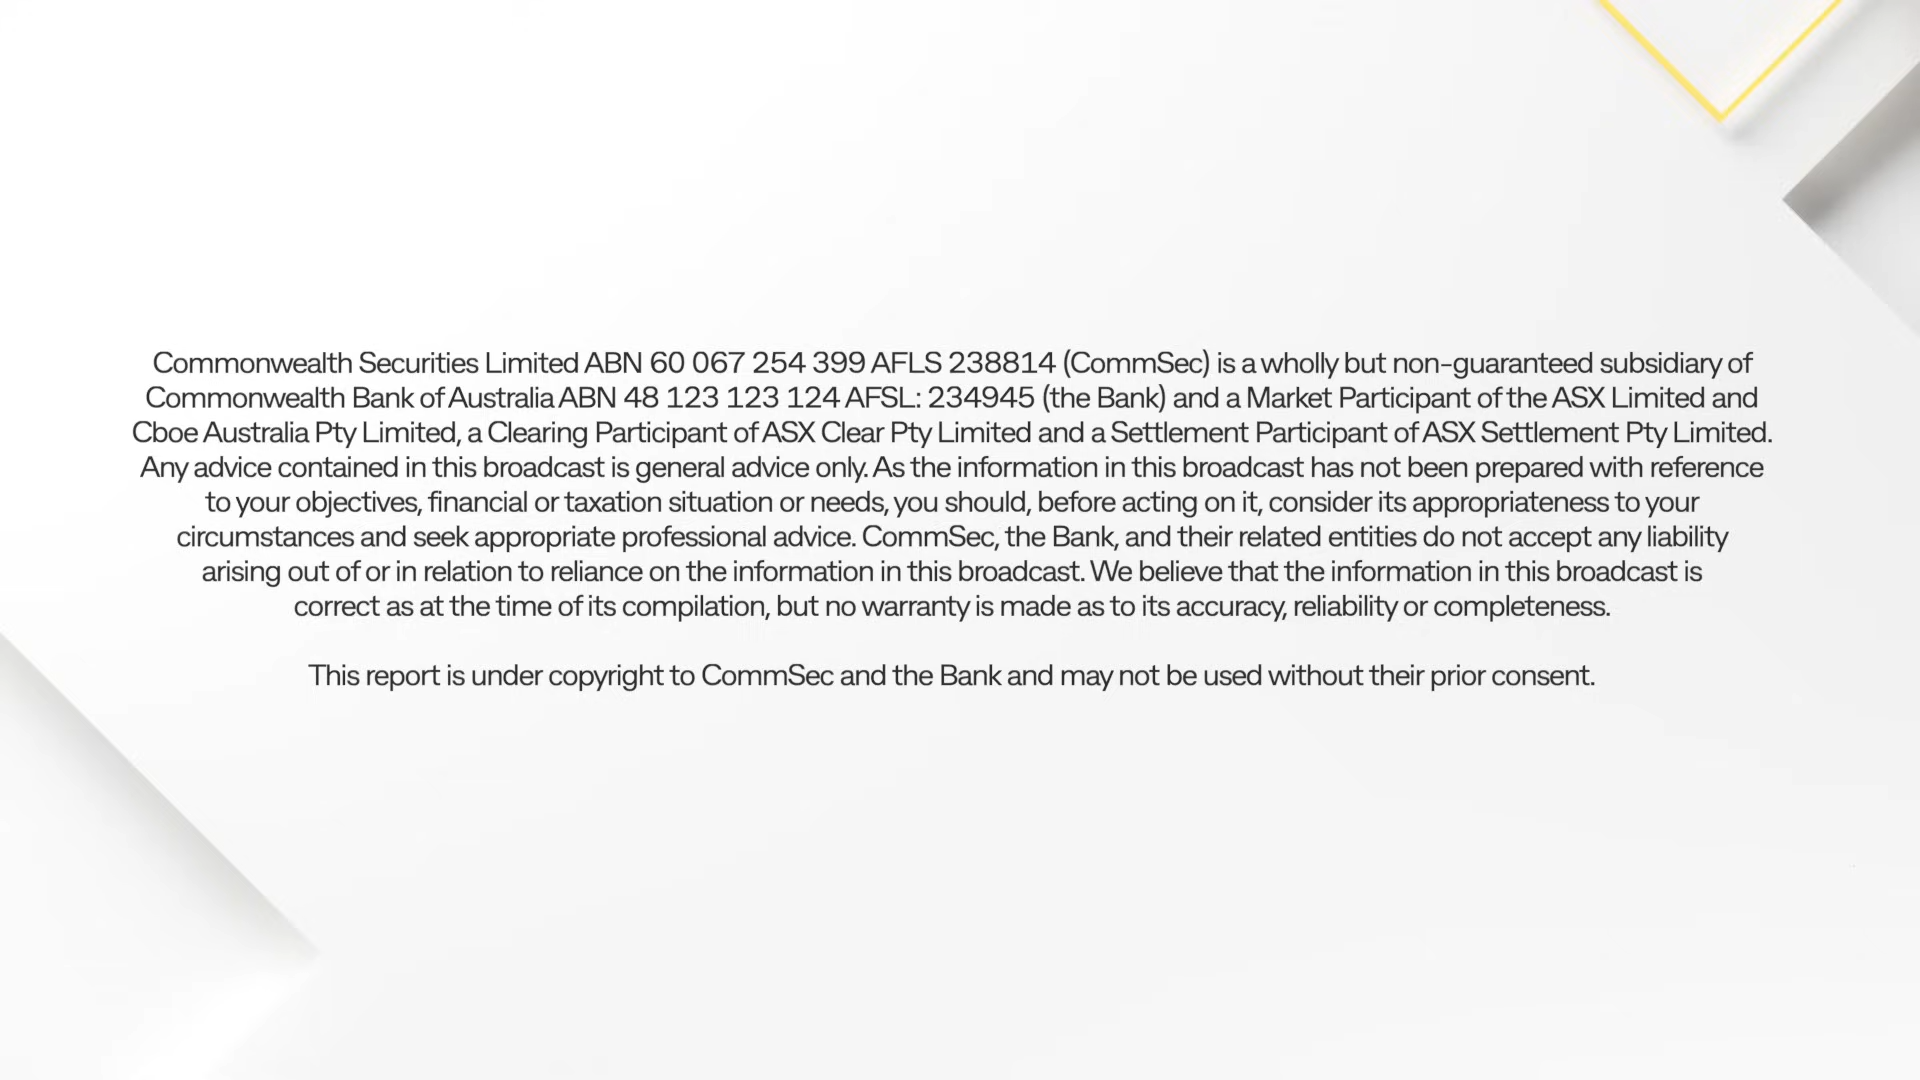 Commonwealth Securities Limited ABN 60 067 254 399 AFLS 238814 (CommSec) is a wholly but non-guaranteed subsidiary of
Commonwealth Bank of Australia ABN 48 123 123 124 AFSL: 234945 (the Bank) and a Market Participant of the ASX Limited and
Cboe Australia Pty Limited, a Clearing Participant of ASX Clear Pty Limited and a Settlement Participant of ASX Settlement Pty Limited.
Any advice contained in this broadcast is general advice only. As the information in this broadcast has not been prepared with reference
to your objectives, financial or taxation situation or needs, you should, before acting on it, consider its appropriateness to your
circumstances and seek appropriate professional advice. CommSec, the Bank, and their related entities do not accept any liability
arising out of or in relation to reliance on the information in this broadcast. We believe that the information in this broadcast is
correct as at the time of its compilation, but no warranty is made as to its accuracy, reliability or completeness.
This report is under copyright to CommSec and the Bank and may not be used without their prior consent.